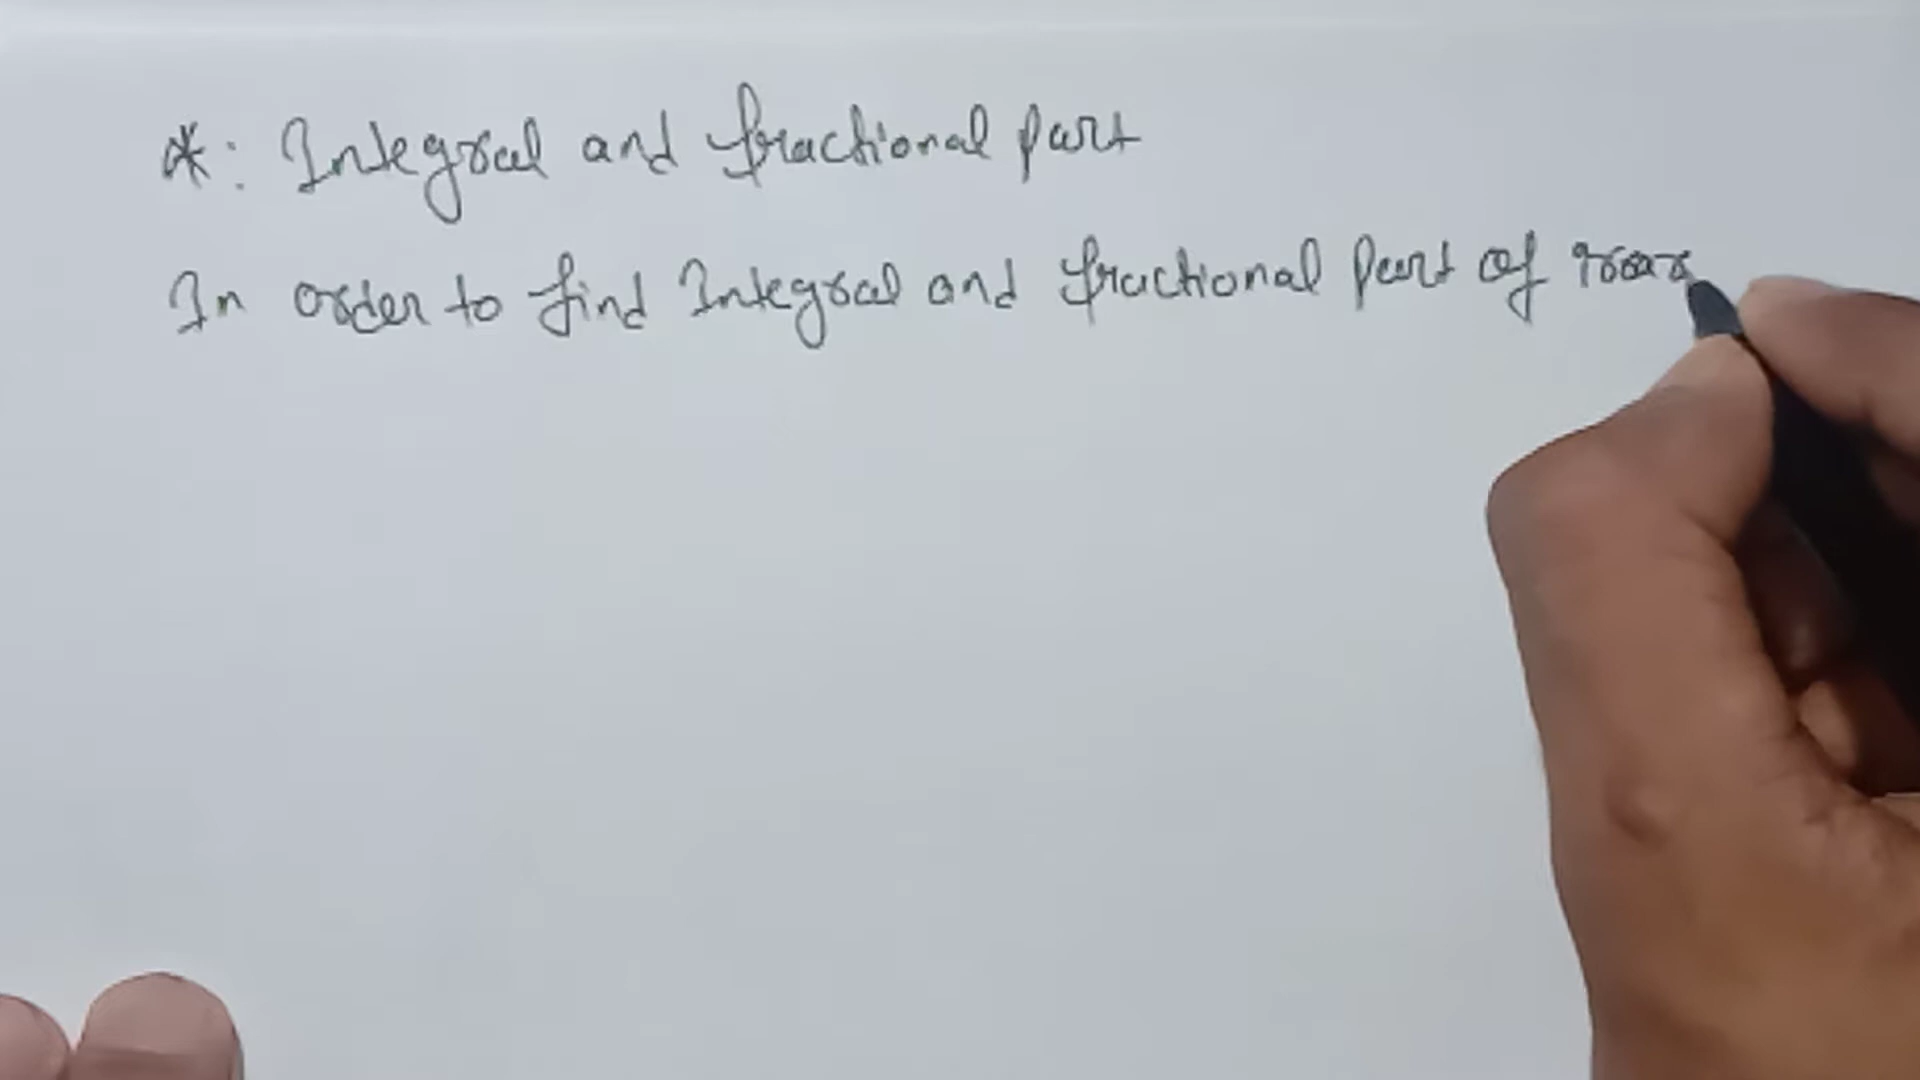 *: Integral and fractional part
In order to find Integral and fractional part of